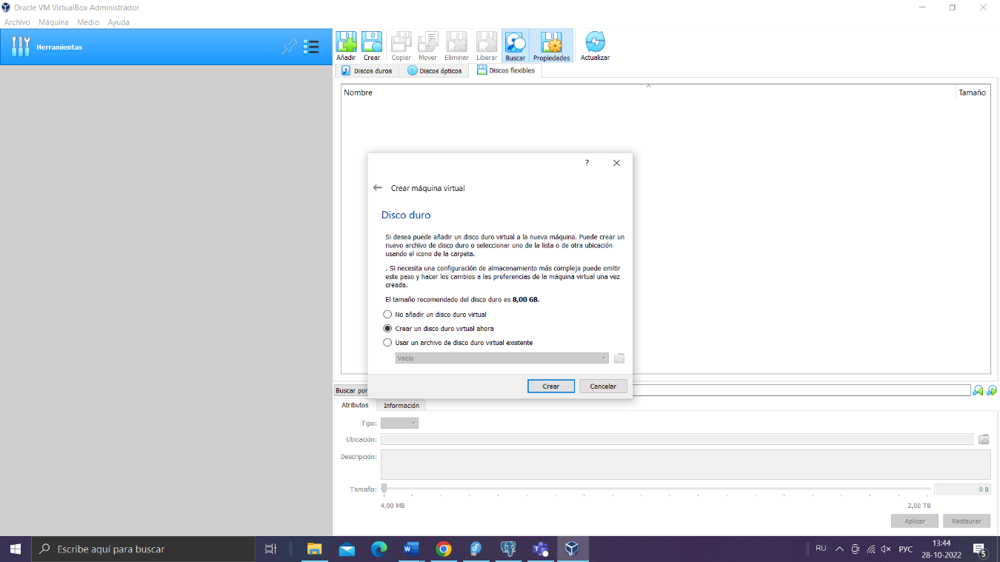 Oracle VM VirtualBox Administrador
Archivo Máquina Medio Ayuda
Herramientas
Añadir Crear Copiar Mover Eliminar Liberar Buscar Propiedades Actualizar
Discos duros Discos ópticos Discos flexibles
Nombre Tamaño
?
Crear máquina virtual
Disco duro
Si desea puede añadir un disco duro virtual a la nueva máquina. Puede crear un
nuevo archivo de disco duro o seleccionar uno de la lista o de otra ubicación
usando el icono de la carpeta.
. Si necesita una configuración de almacenamiento más compleja puede omitir
este paso y hacer los cambios a las preferencias de la máquina virtual una vez
creada.
El tamaño recomendado del disco duro es 8,00 GB.
No añadir un disco duro virtual
Crear un disco duro virtual ahora
Usar un archivo de disco duro virtual existente
Vacío
Crear Cancelar
Buscar por
Atributos Información
Tipo:
Ubicación:
Descripción:
Tamaño: 0 B
4,00 MB 2,00 TB
Aplicar Restaurar
Escribe aquí para buscar
RU РУС
13:44
28-10-2022
5